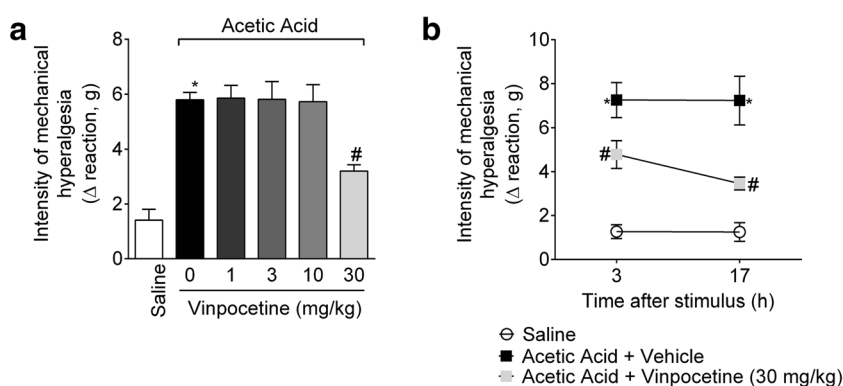 a
Acetic Acid
Intensity of mechanical
hyperalgesia
(Δ reaction, g)
8
6
4
2
0
*
#
Saline
0 1 3 10 30
Vinpocetine (mg/kg)
b
Intensity of mechanical
hyperalgesia
(Δ reaction, g)
10
8
6
4
2
0
* *
# #
3 17
Time after stimulus (h)
Saline
Acetic Acid + Vehicle
Acetic Acid + Vinpocetine (30 mg/kg)